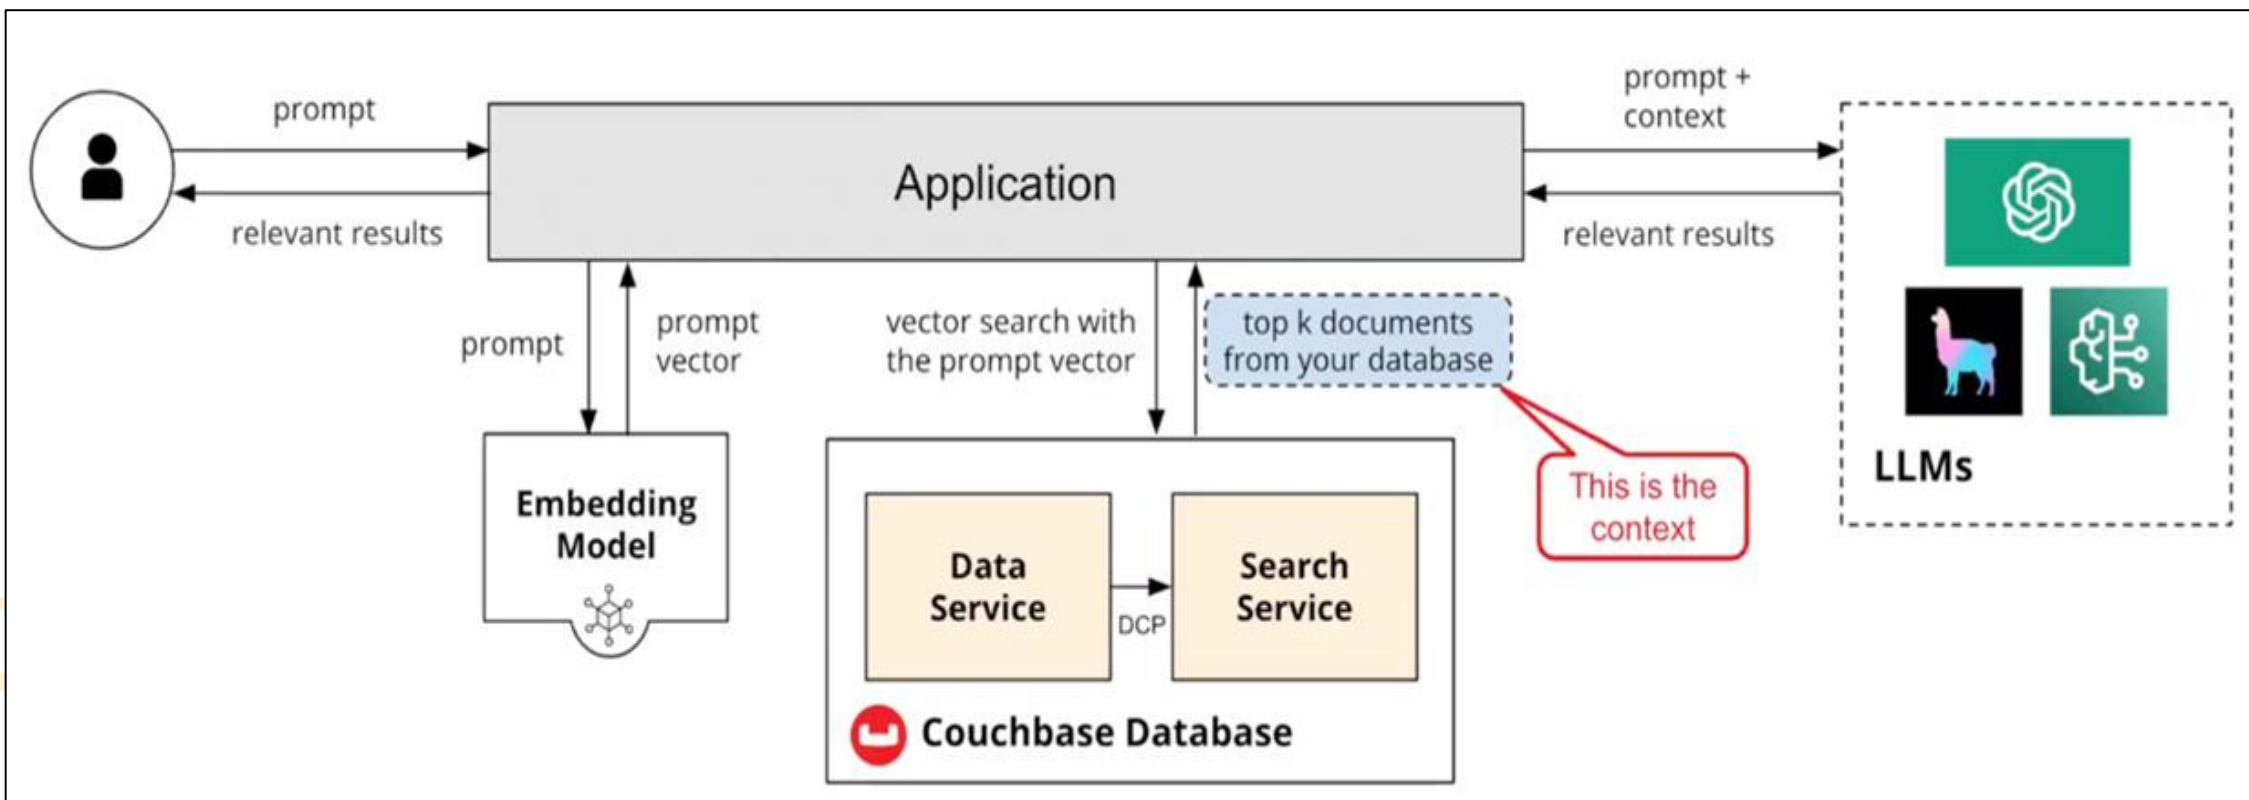 prompt
relevant results
Application
prompt +
context
relevant results
prompt
prompt
vector
vector search with
the prompt vector
top k documents
from your database
This is the
context
LLMs
Embedding
Model
Data
Service
DCP
Search
Service
Couchbase Database